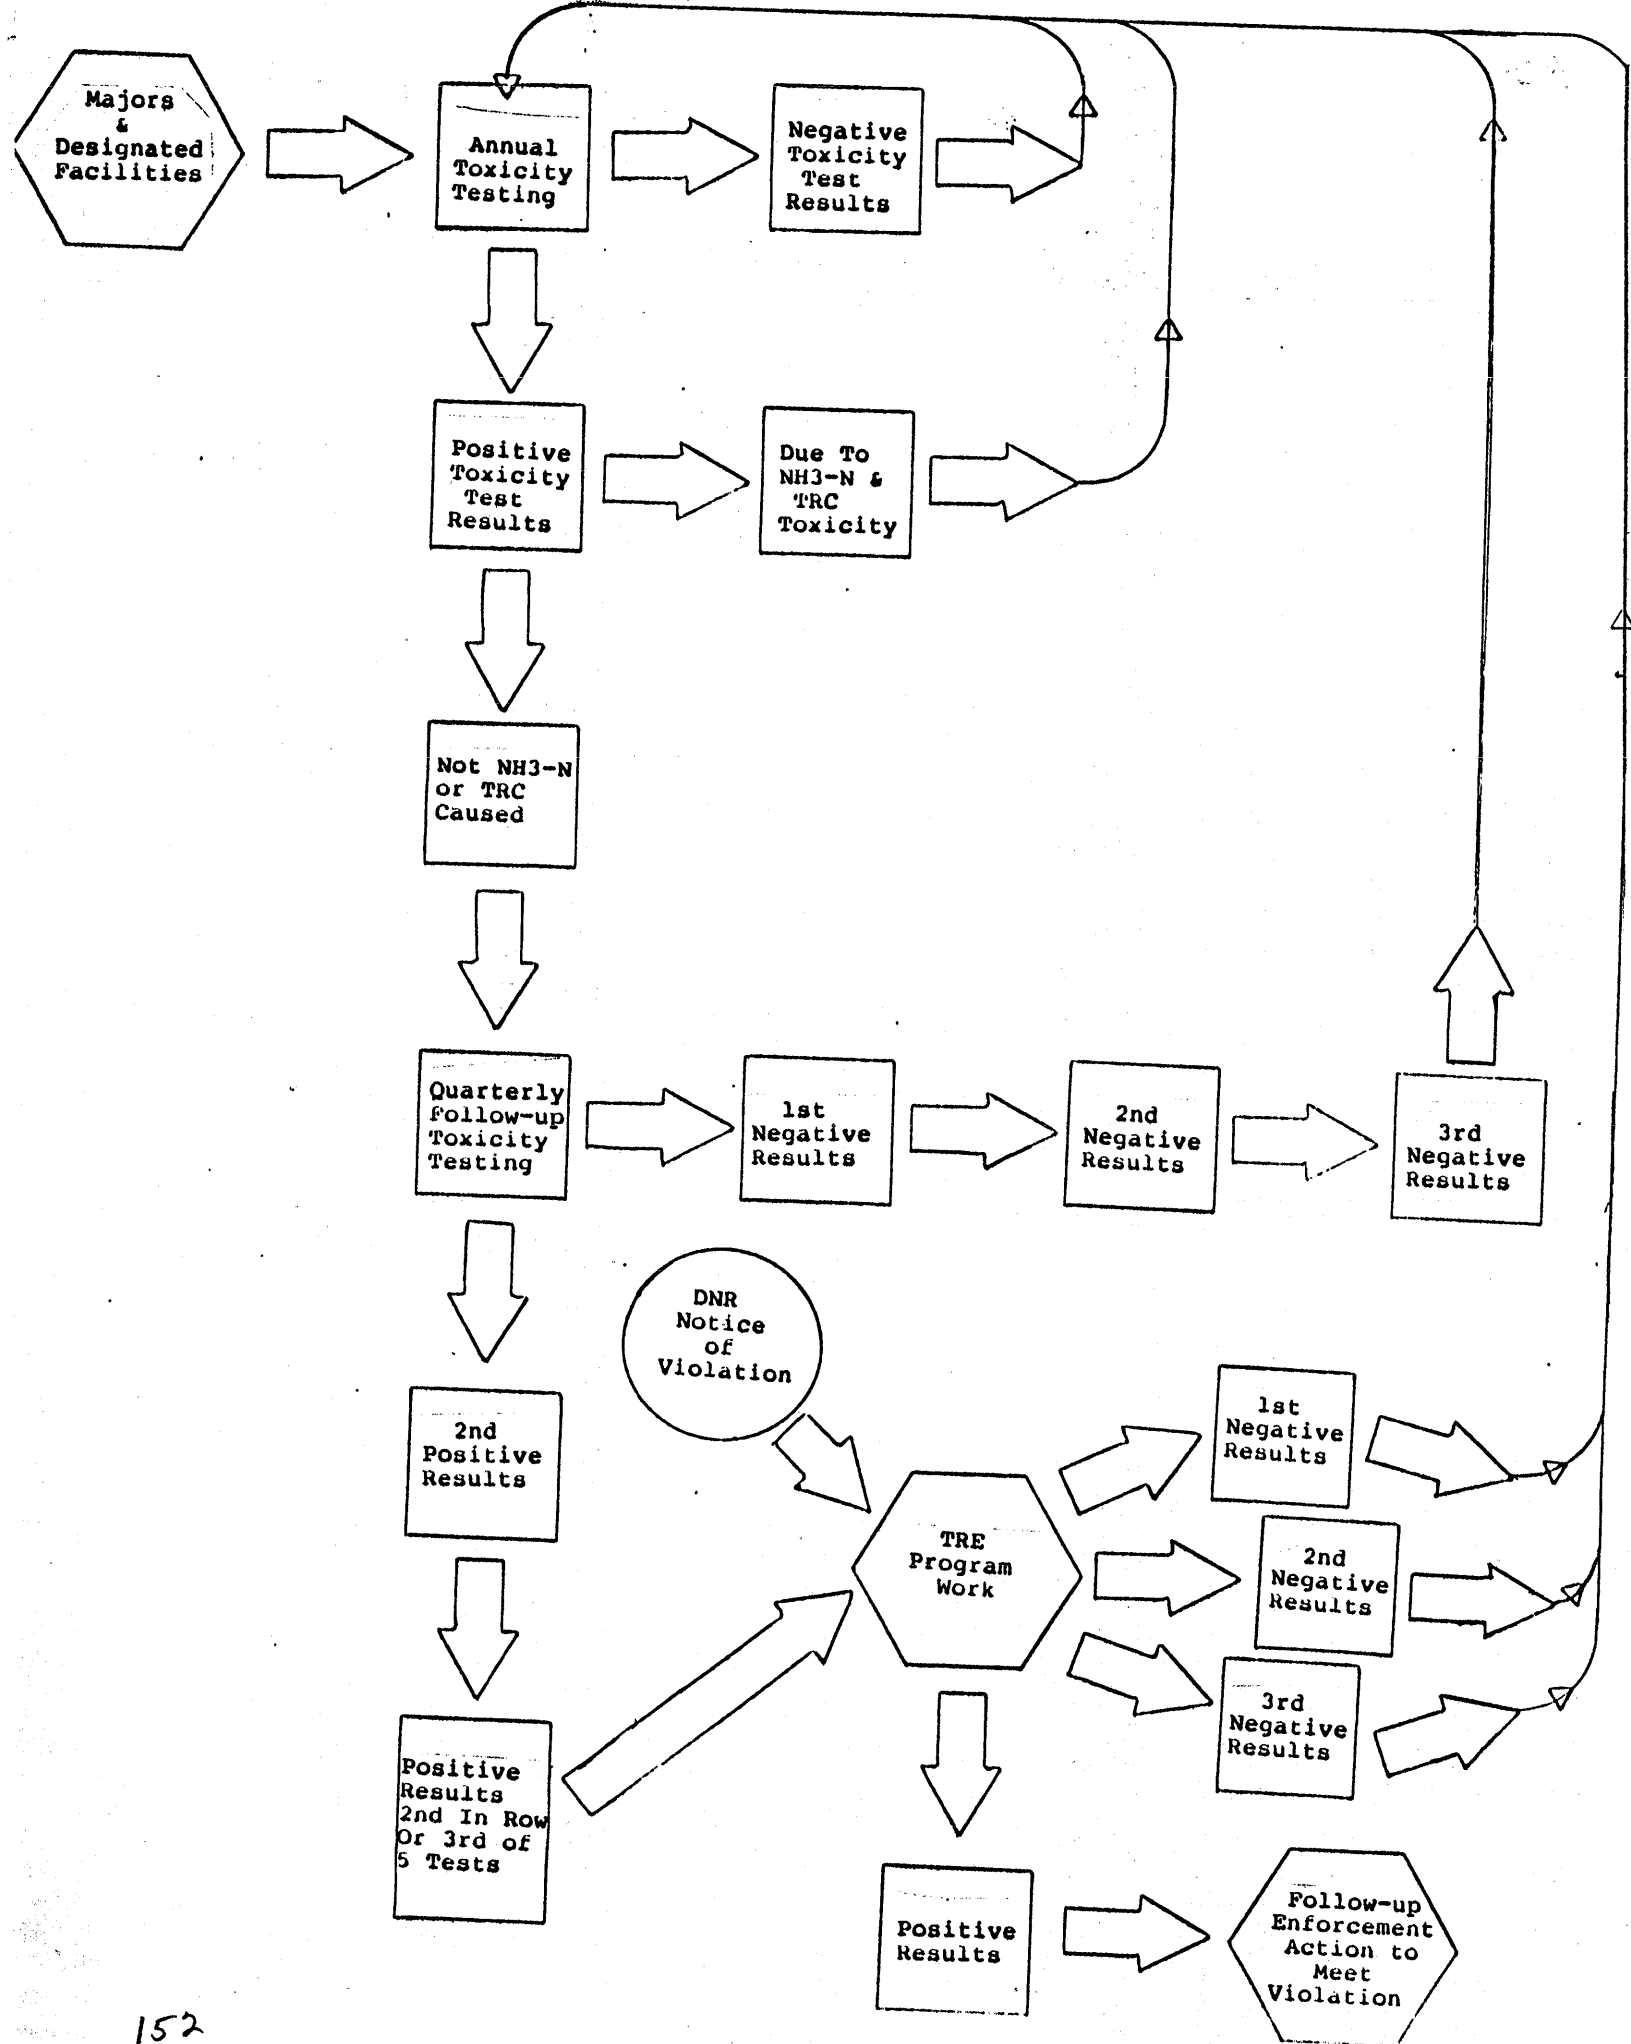 Majors
&
Designated
Facilities
Annual
Toxicity
Testing
Negative
Toxicity
Test
Results
Positive
Toxicity
Test
Results
Due To
NH3-N &
TRC
Toxicity
Not NH3-N
or TRC
Caused
Quarterly
Follow-up
Toxicity
Testing
1st
Negative
Results
2nd
Negative
Results
3rd
Negative
Results
DNR
Notice
of
Violation
2nd
Positive
Results
TRE
Program
Work
1st
Negative
Results
2nd
Negative
Results
3rd
Negative
Results
Positive
Results
2nd In Row
Or 3rd of
5 Tests
Positive
Results
Follow-up
Enforcement
Action to
Meet
Violation
152